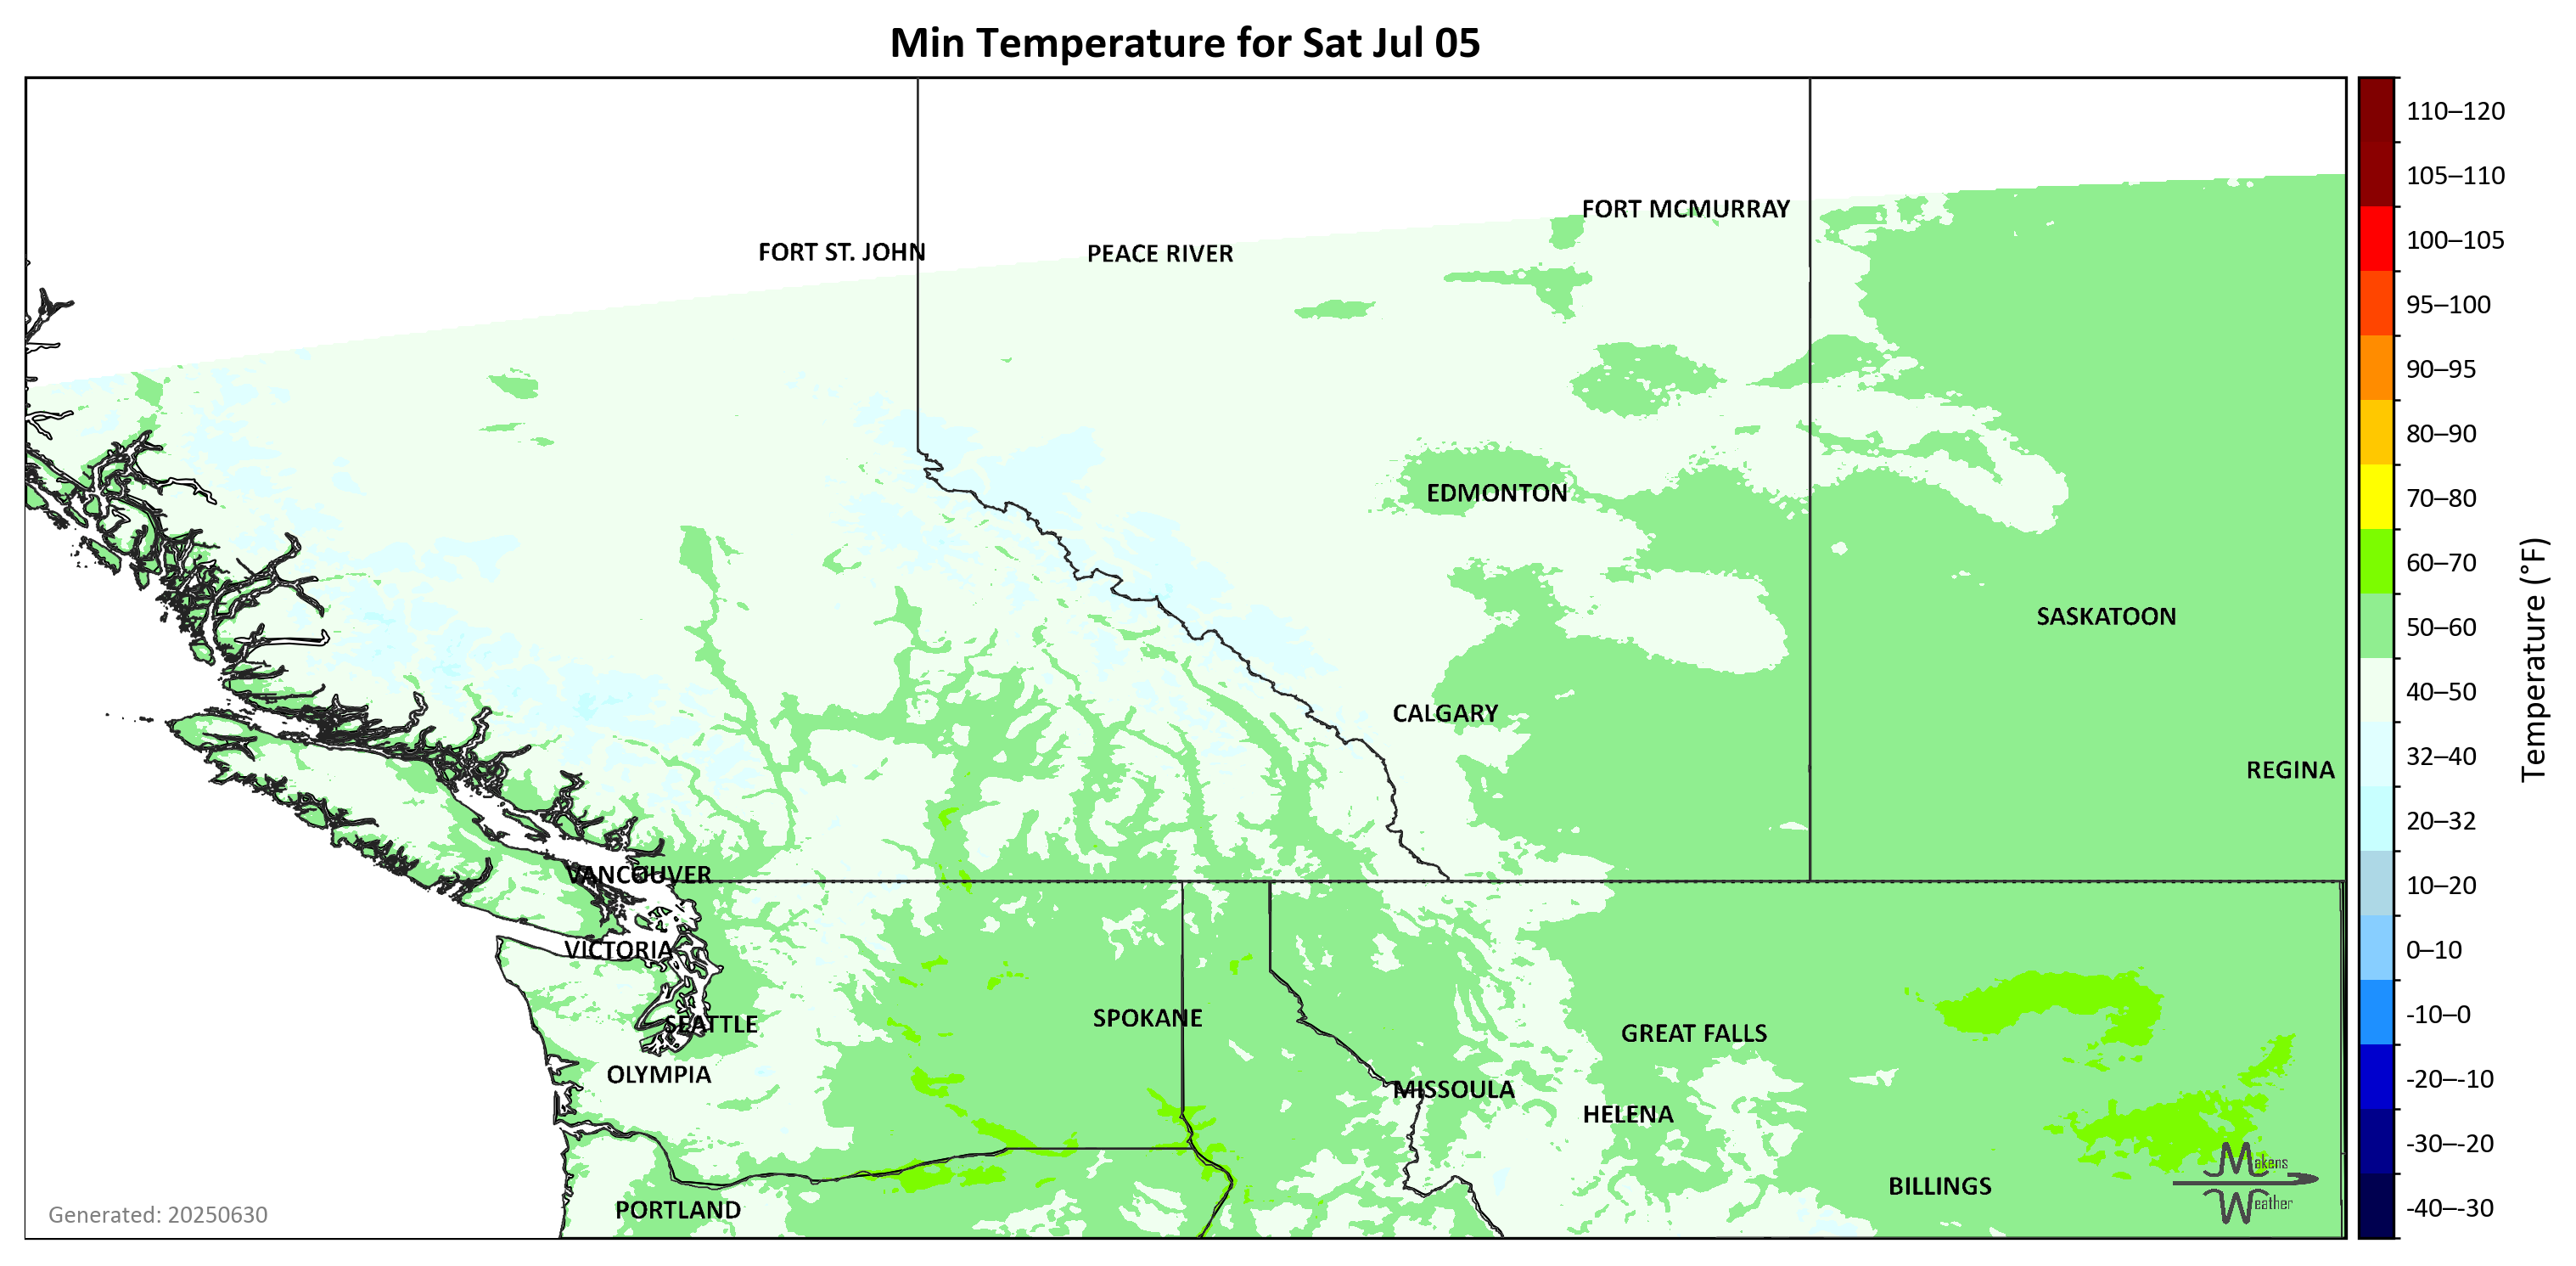 Min Temperature for Sat Jul 05
110–120
105–110
100–105
95–100
90–95
80–90
70–80
60–70
50–60
40–50
32–40
20–32
10–20
0–10
-10–0
-20–-10
-30–-20
-40–-30
Temperature (°F)
FORT MCMURRAY
FORT ST. JOHN
PEACE RIVER
EDMONTON
SASKATOON
CALGARY
REGINA
VANCOUVER
VICTORIA
SPOKANE
SEATTLE
GREAT FALLS
OLYMPIA
MISSOULA
HELENA
BILLINGS
PORTLAND
Makens
Weather
Generated: 20250630